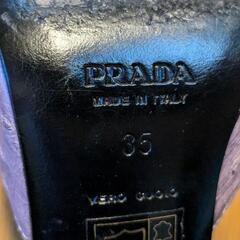 PRADA
MADE IN ITALY
35
VERO CUOIO